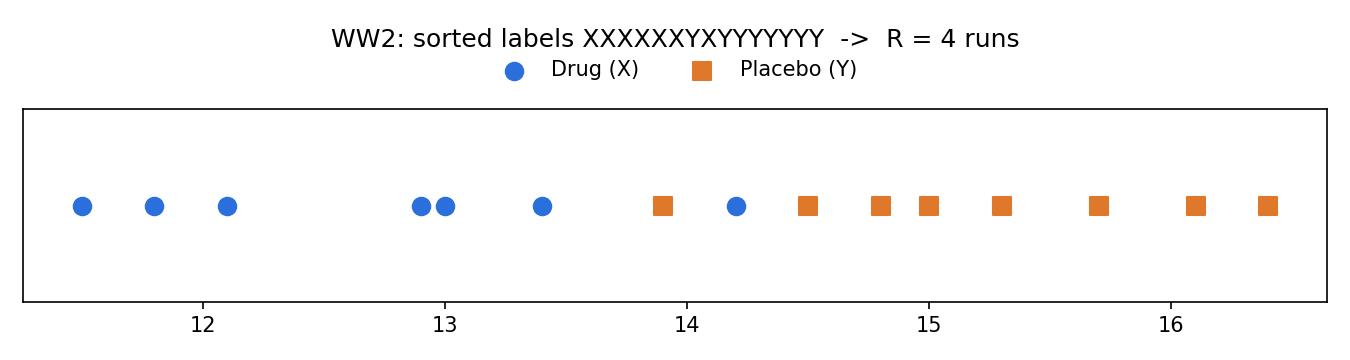 WW2: sorted labels XXXXXXYXYYYYYYY -> R = 4 runs
Drug (X) Placebo (Y)
12 13 14 15 16